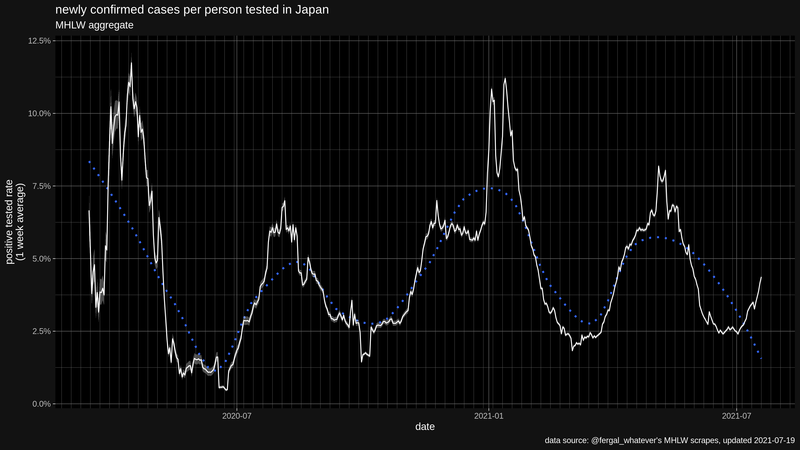 newly confirmed cases per person tested in Japan
MHLW aggregate
12.5%
10.0%
7.5%
5.0%
2.5%
0.0%
positive tested rate
(1 week average)
2020-07
2021-01
2021-07
date
data source: @fergal_whatever's MHLW scrapes, updated 2021-07-19